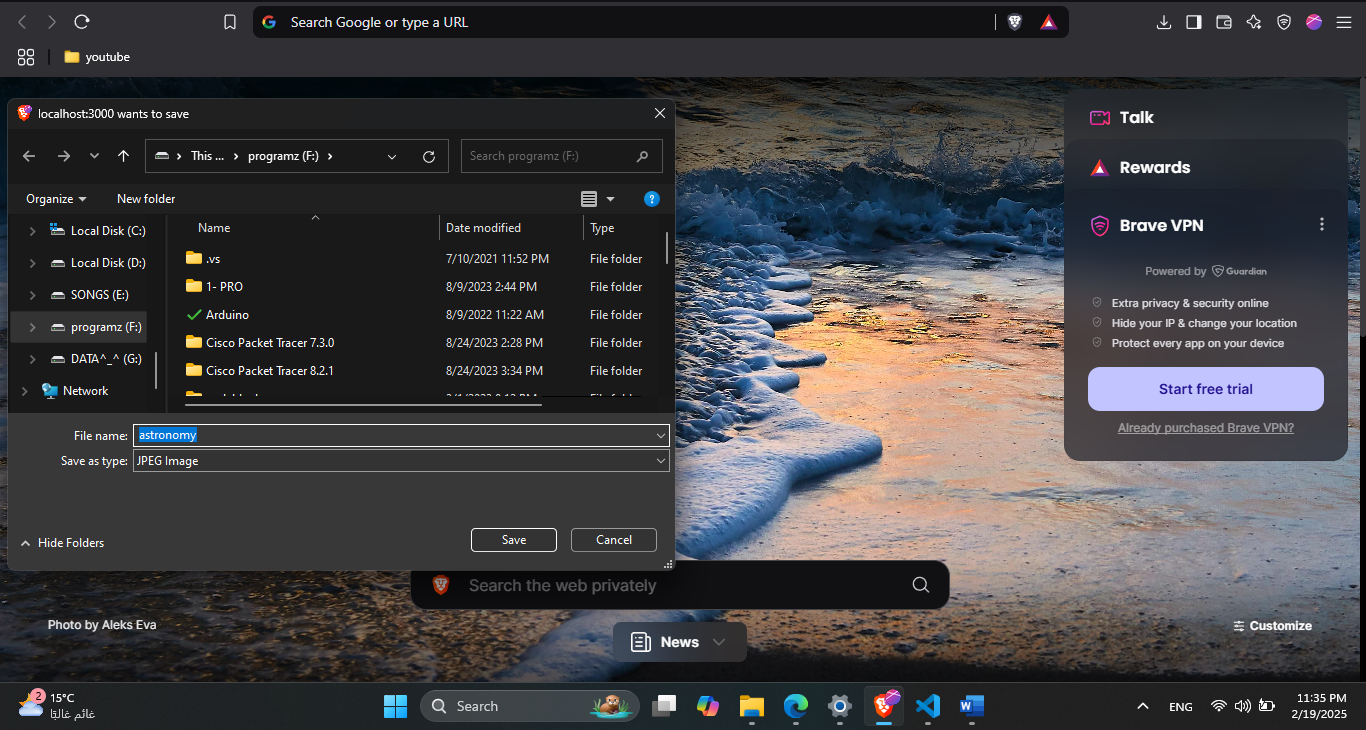 Search Google or type a URL
youtube
localhost:3000 wants to save
This ... > programz (F:) >
Search programz (F:)
Organize
New folder
?
Local Disk (C:)
Local Disk (D:)
SONGS (E:)
programz (F:)
DATA^_^ (G:)
Network
Name Date modified Type
.vs 7/10/2021 11:52 PM File folder
1- PRO 8/9/2023 2:44 PM File folder
Arduino 8/9/2022 11:22 AM File folder
Cisco Packet Tracer 7.3.0 8/24/2023 2:28 PM File folder
Cisco Packet Tracer 8.2.1 8/24/2023 3:34 PM File folder
File name: astronomy
Save as type: JPEG Image
Hide Folders
Save
Cancel
Talk
Rewards
Brave VPN
Powered by Guardian
Extra privacy & security online
Hide your IP & change your location
Protect every app on your device
Start free trial
Already purchased Brave VPN?
Search the web privately
Photo by Aleks Eva
Customize
News
2
15°C
غائم غالبًا
Search
ENG
11:35 PM
2/19/2025